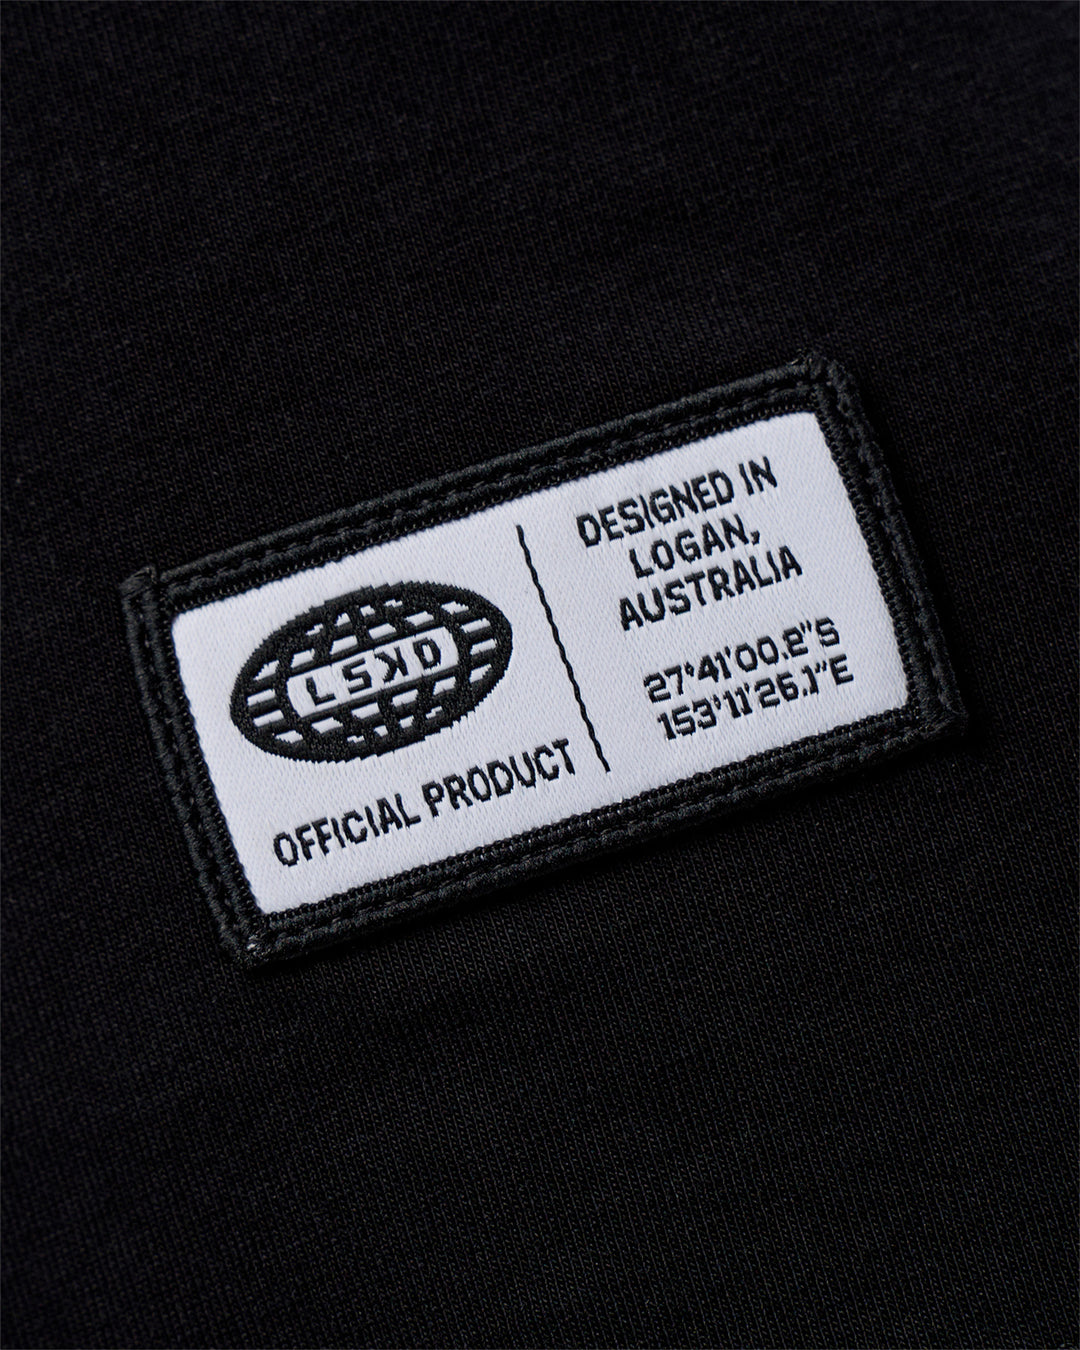 LSKD
OFFICIAL PRODUCT
DESIGNED IN
LOGAN,
AUSTRALIA
27°41'00.2"S
153°11'26.1"E